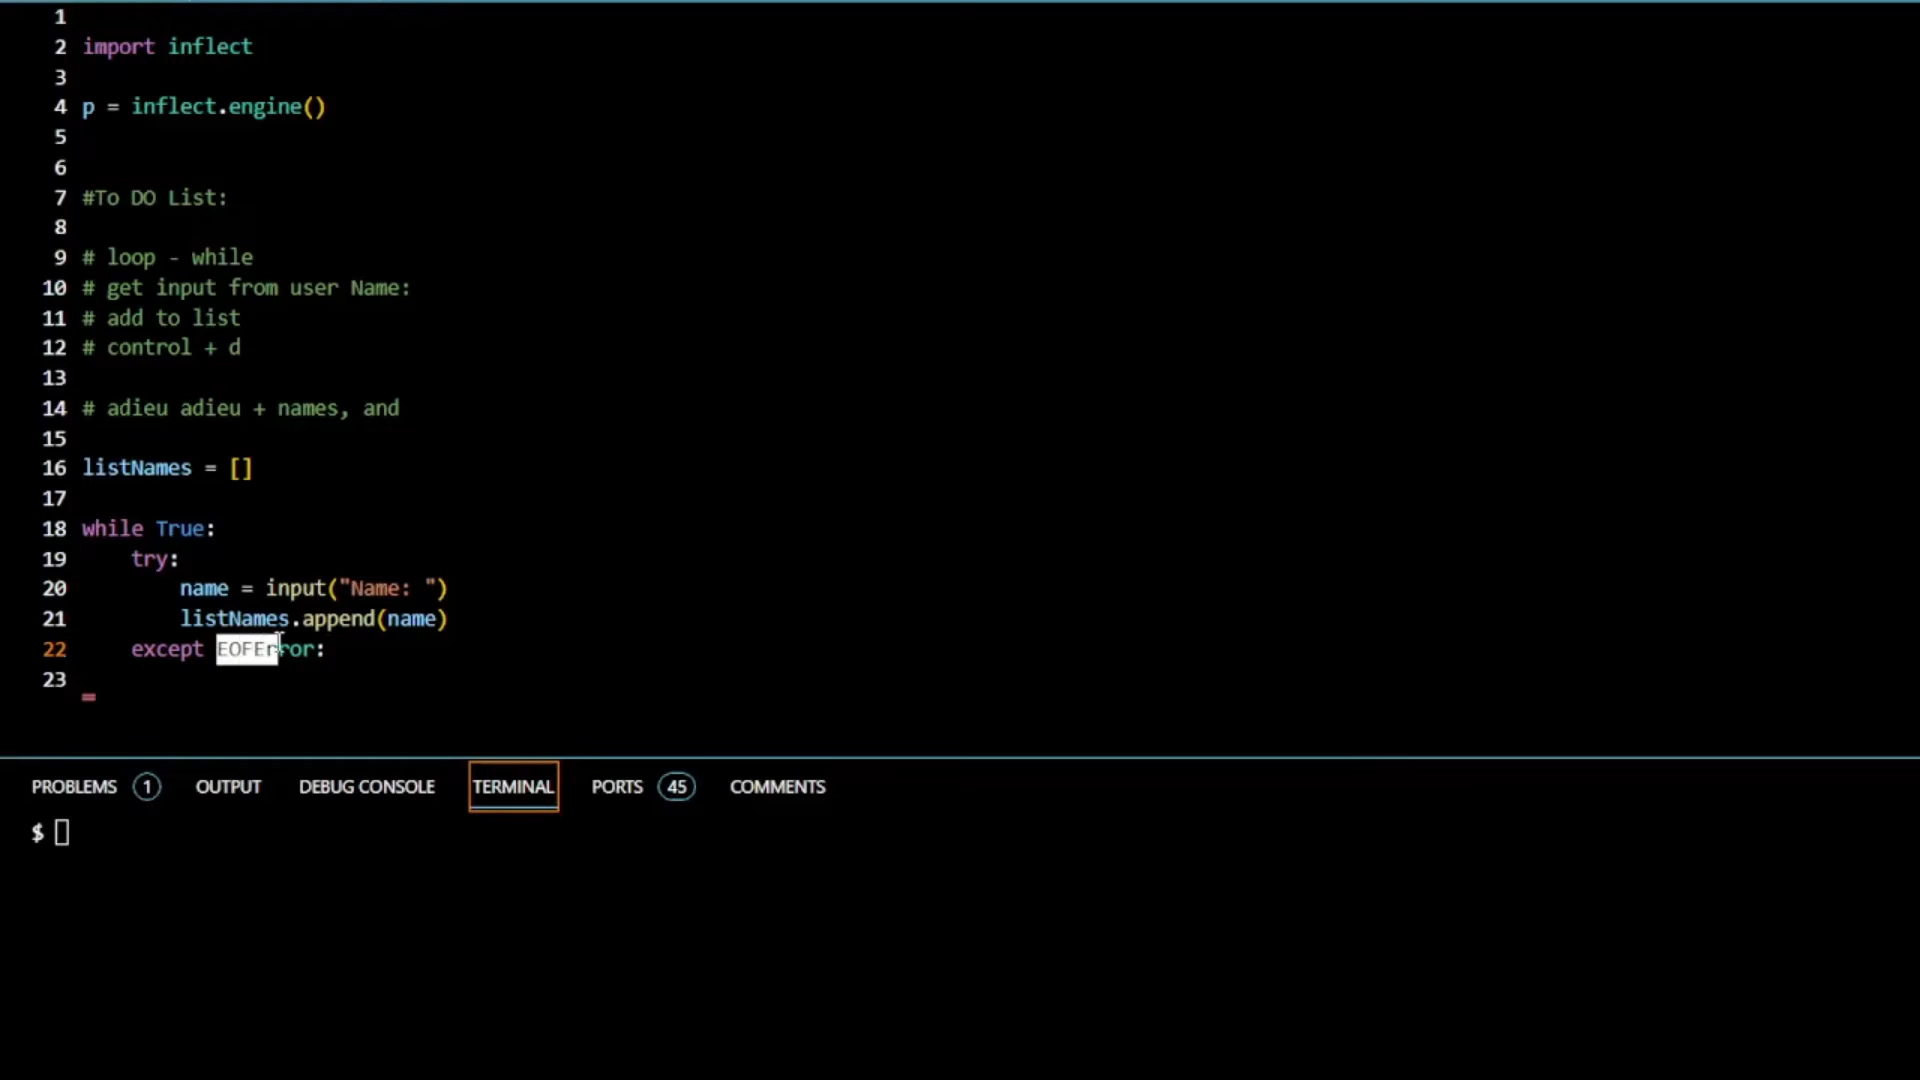 1
2 import inflect
3
4 p = inflect.engine()
5
6
7 #To DO List:
8
9 # loop - while
10 # get input from user Name:
11 # add to list
12 # control + d
13
14 # adieu adieu + names, and
15
16 listNames = []
17
18 while True:
19     try:
20         name = input("Name: ")
21         listNames.append(name)
22     except EOFError:
23
PROBLEMS 1 OUTPUT DEBUG CONSOLE TERMINAL PORTS 45 COMMENTS
$